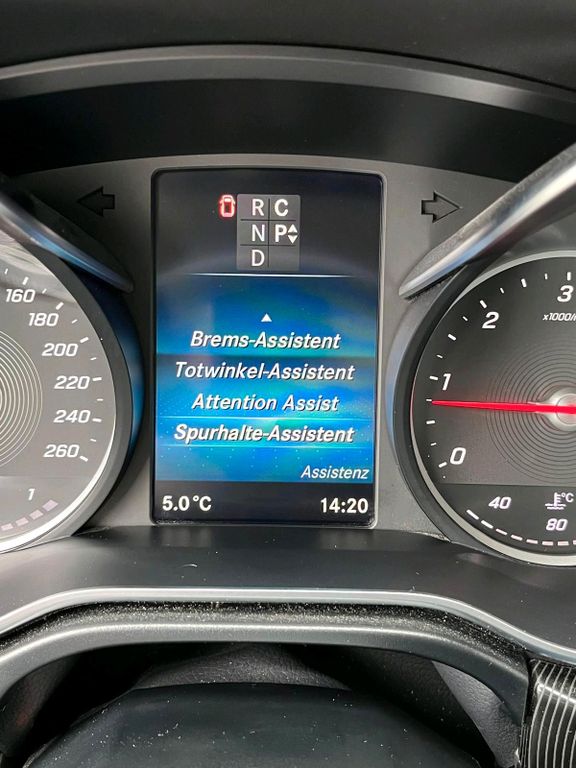 R C
N P
D
Brems-Assistent
Totwinkel-Assistent
Attention Assist
Spurhalte-Assistent
Assistenz
5.0 °C 14:20
160
180
200
220
240
260
1
3
2
1
0
40
80
°C